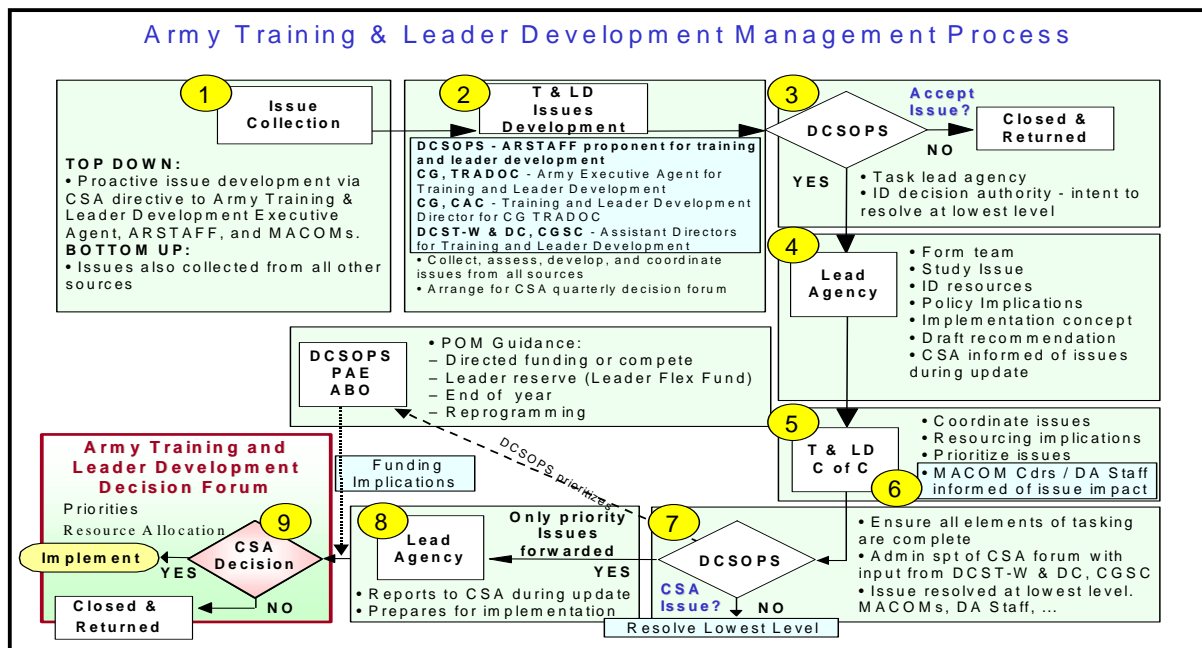 Army Training & Leader Development Management Process
1
Issue
Collection
TOP DOWN:
• Proactive issue development via
CSA directive to Army Training &
Leader Development Executive
Agent, ARSTAFF, and MACOMs.
BOTTOM UP:
• Issues also collected from all other
sources
2
T & LD
Issues
Development
DCSOPS - ARSTAFF proponent for training
and leader development
CG, TRADOC - Army Executive Agent for
Training and Leader Development
CG, CAC - Training and Leader Development
Director for CG TRADOC
DCST-W & DC, CGSC - Assistant Directors
for Training and Leader Development
• Collect, assess, develop, and coordinate
issues from all sources
• Arrange for CSA quarterly decision forum
3
Accept
Issue?
DCSOPS
Closed &
Returned
NO
YES
• Task lead agency
• ID decision authority - intent to
resolve at lowest level
4
Lead
Agency
• Form team
• Study Issue
• ID resources
• Policy Implications
• Implementation concept
• Draft recommendation
• CSA informed of issues
during update
DCSOPS
PAE
ABO
• POM Guidance:
– Directed funding or compete
– Leader reserve (Leader Flex Fund)
– End of year
– Reprogramming
DCSOPS prioritizes
5
T & LD
C of C
• Coordinate issues
• Resourcing implications
• Prioritize issues
• MACOM Cdrs / DA Staff
informed of issue impact
6
Funding
Implications
7
DCSOPS
CSA
Issue?
YES
NO
Resolve Lowest Level
• Ensure all elements of tasking
are complete
• Admin spt of CSA forum with
input from DCST-W & DC, CGSC
• Issue resolved at lowest level.
MACOMs, DA Staff, ...
8
Only priority
Issues
forwarded
Lead
Agency
• Reports to CSA during update
• Prepares for implementation
Army Training and
Leader Development
Decision Forum
Priorities
Resource Allocation
9
CSA
Decision
Implement
YES
NO
Closed &
Returned